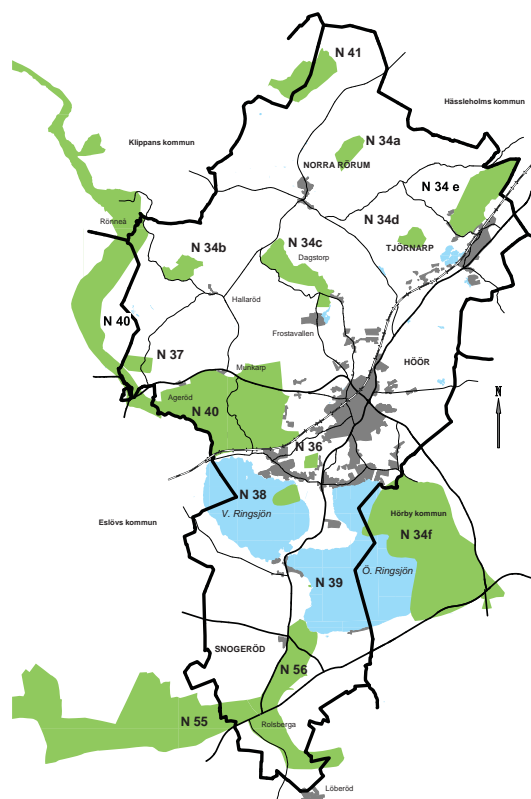 N 41
Hässleholms kommun
Klippans kommun
N 34a
NORRA RÖRUM
N 34 e
Rönneå
N 34d
N 34b
N 34c
TJÖRNARP
Dagstorp
Hallaröd
N 40
Frostavallen
N 37
HÖÖR
Munkarp
N
Ageröd
N 40
N 36
N 38
V. Ringsjön
Hörby kommun
Eslövs kommun
N 34f
Ö. Ringsjön
N 39
SNOGERÖD
N 56
N 55
Rolsberga
Löberöd